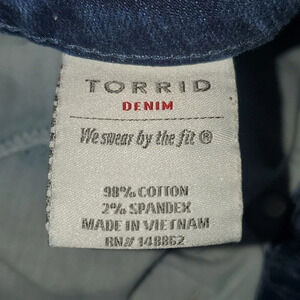 TORRID
DENIM
We swear by the fit ®
98% COTTON
2% SPANDEX
MADE IN VIETNAM
RN// 148862